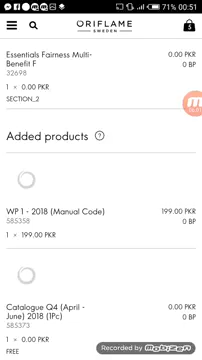 71% 00:51
ORIFLAME
SWEDEN
5
Essentials Fairness Multi- 0.00 PKR
Benefit F 0 BP
32698
1 × 0.00 PKR
SECTION_2
Added products ?
WP 1 - 2018 (Manual Code) 199.00 PKR
585358 0 BP
1 × 199.00 PKR
Catalogue Q4 (April - 0.00 PKR
June) 2018 (1Pc) 0 BP
585373
1 × 0.00 PKR
FREE
Recorded by Mobizen